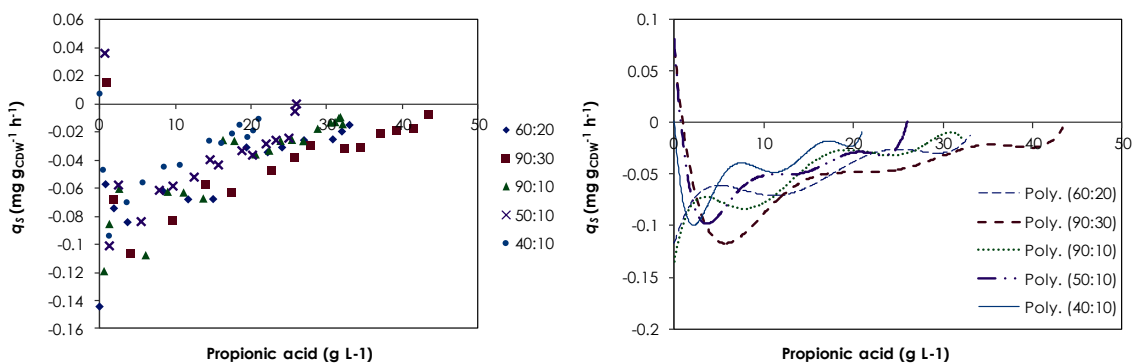 0.06
0.04
0.02
0
-0.02
-0.04
-0.06
-0.08
-0.1
-0.12
-0.14
-0.16
0 10 20 30 40 50
qS (mg gCDW-1 h-1)
Propionic acid (g L-1)
60:20
90:30
90:10
50:10
40:10
0.1
0.05
0
-0.05
-0.1
-0.15
-0.2
0 10 20 30 40 50
qS (mg gCDW-1 h-1)
Propionic acid (g L-1)
Poly. (60:20)
Poly. (90:30)
Poly. (90:10)
Poly. (50:10)
Poly. (40:10)